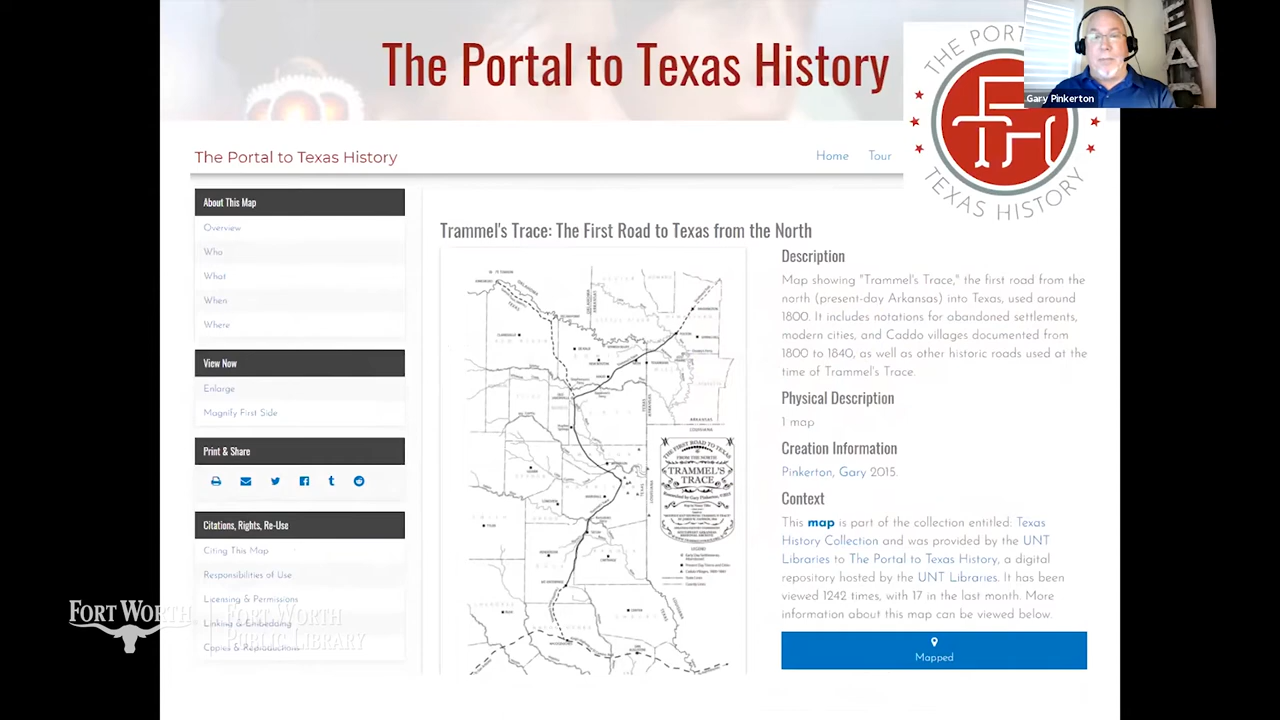 The Portal to Texas History
THE PORTAL
TEXAS HISTORY
Gary Pinkerton
The Portal to Texas History
Home
Tour
About This Map
Overview
Who
What
When
Where
View Now
Enlarge
Magnify First Side
Print & Share
Citations, Rights, Re-Use
Citing This Map
Responsibilities of Use
Licensing & Permissions
Linking & Embedding
Copies & Reproductions
FORT WORTH
FORT WORTH
PUBLIC LIBRARY
Trammel's Trace: The First Road to Texas from the North
ARKANSAS
LOUISIANA
THE FIRST ROAD TO TEXAS
FROM THE NORTH
TRAMMEL'S
TRACE
Researched by Gary Pinkerton
LEGEND
Description
Map showing "Trammel's Trace," the first road from the
north (present-day Arkansas) into Texas, used around
1800. It includes notations for abandoned settlements,
modern cities, and Caddo villages documented from
1800 to 1840, as well as other historic roads used at the
time of Trammel's Trace.
Physical Description
1 map
Creation Information
Pinkerton, Gary 2015.
Context
This map is part of the collection entitled: Texas
History Collection and was provided by the UNT
Libraries to The Portal to Texas History, a digital
repository hosted by the UNT Libraries. It has been
viewed 1242 times, with 17 in the last month. More
information about this map can be viewed below.
Mapped